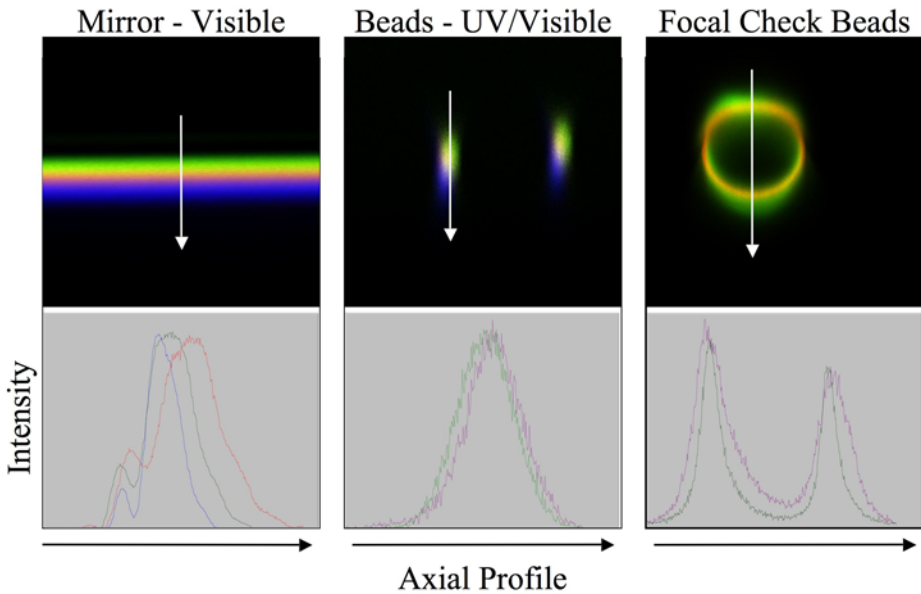 Mirror - Visible
Beads - UV/Visible
Focal Check Beads
Intensity
Axial Profile